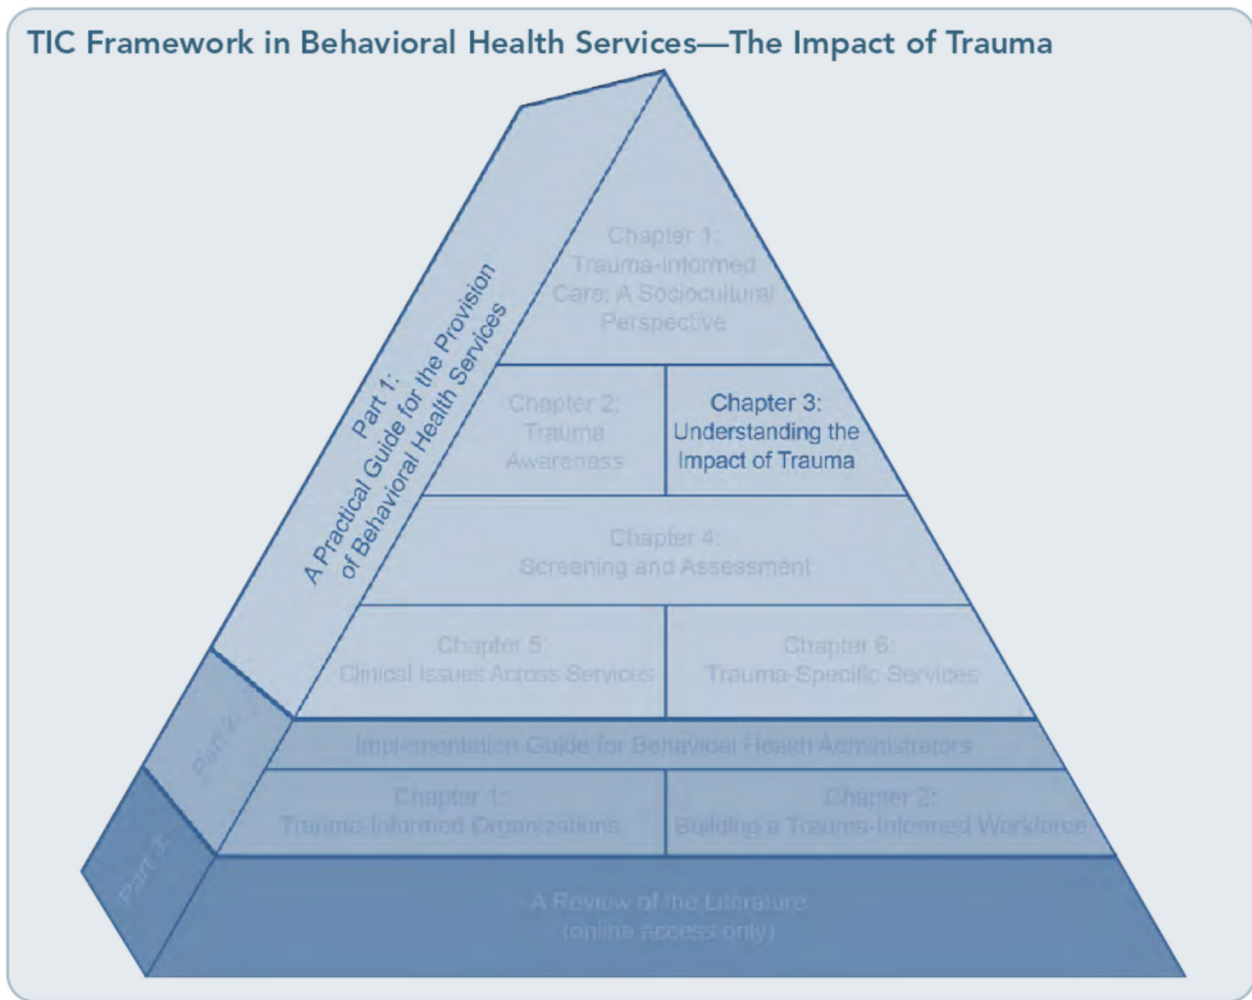 TIC Framework in Behavioral Health Services—The Impact of Trauma
Part 1:
A Practical Guide for the Provision
of Behavioral Health Services
Chapter 1:
Trauma-Informed
Care: A Sociocultural
Perspective
Chapter 2:
Trauma
Awareness
Chapter 3:
Understanding the
Impact of Trauma
Chapter 4:
Screening and Assessment
Chapter 5:
Clinical Issues Across Services
Chapter 6:
Trauma-Specific Services
Part 2:
Implementation Guide for Behavioral Health Administrators
Chapter 1:
Trauma-Informed Organizations
Chapter 2:
Building a Trauma-Informed Workforce
Part 3:
A Review of the Literature
(online access only)